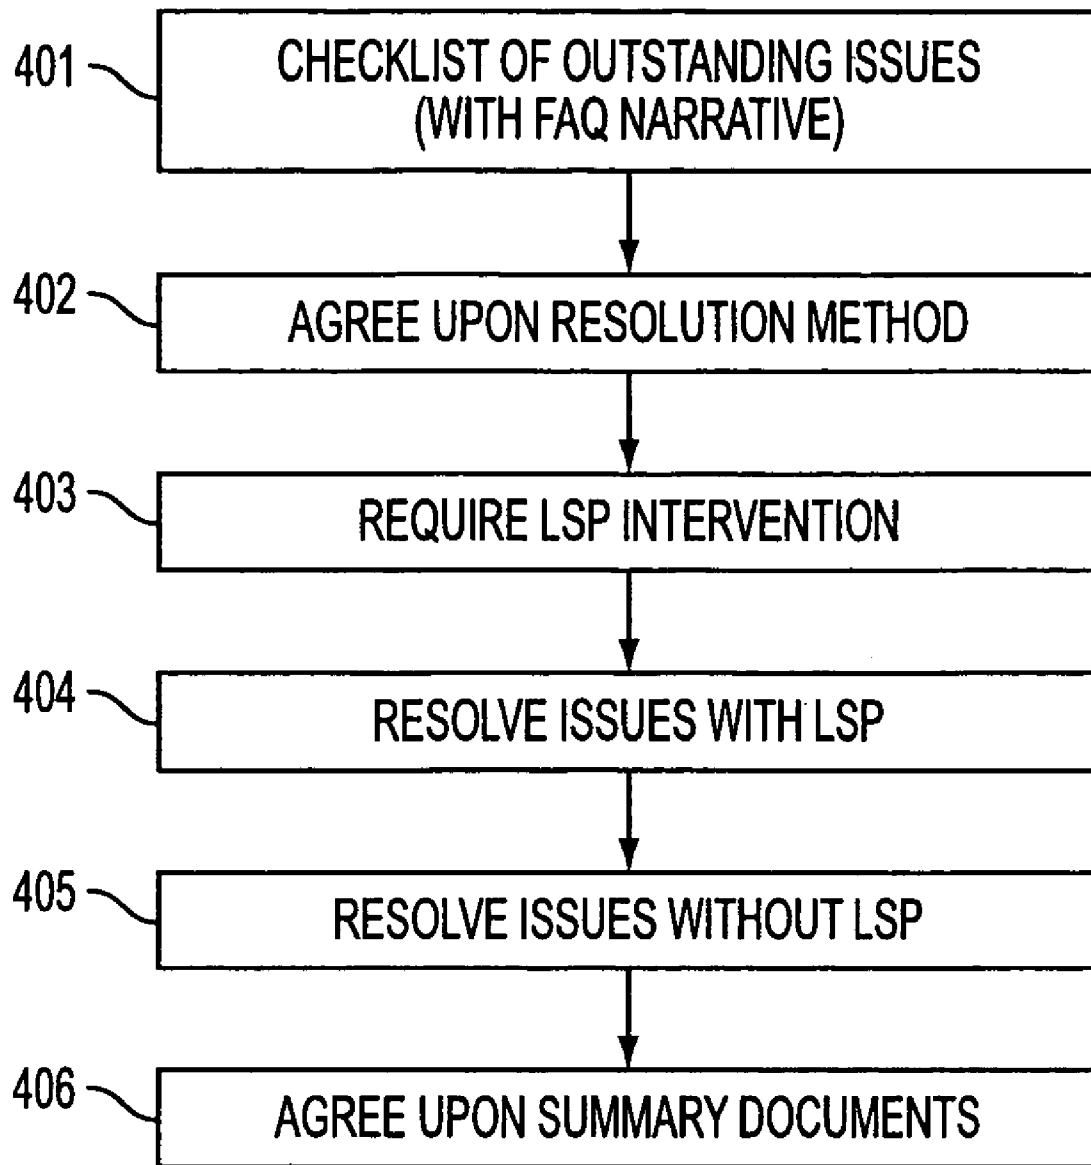 401
CHECKLIST OF OUTSTANDING ISSUES
(WITH FAQ NARRATIVE)
402
AGREE UPON RESOLUTION METHOD
403
REQUIRE LSP INTERVENTION
404
RESOLVE ISSUES WITH LSP
405
RESOLVE ISSUES WITHOUT LSP
406
AGREE UPON SUMMARY DOCUMENTS